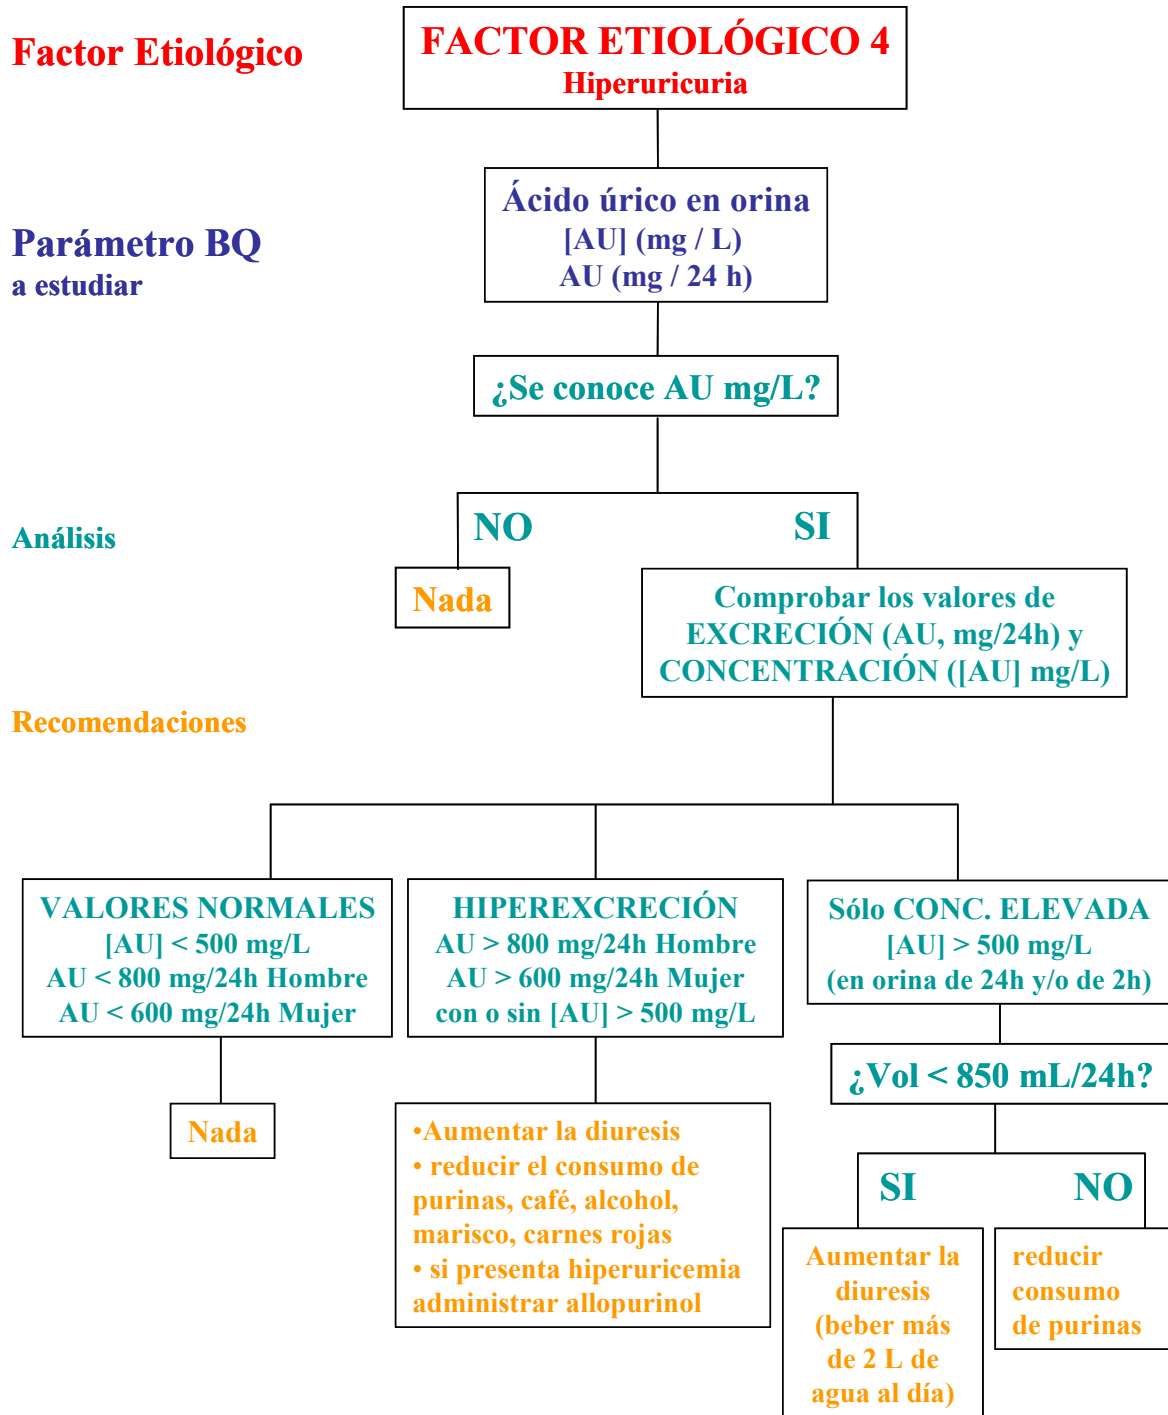 Factor Etiológico
FACTOR ETIOLÓGICO 4
Hiperuricuria
Parámetro BQ
a estudiar
Ácido úrico en orina
[AU] (mg / L)
AU (mg / 24 h)
¿Se conoce AU mg/L?
Análisis
NO
SI
Nada
Comprobar los valores de
EXCRECIÓN (AU, mg/24h) y
CONCENTRACIÓN ([AU] mg/L)
Recomendaciones
VALORES NORMALES
[AU] < 500 mg/L
AU < 800 mg/24h Hombre
AU < 600 mg/24h Mujer
HIPEREXCRECIÓN
AU > 800 mg/24h Hombre
AU > 600 mg/24h Mujer
con o sin [AU] > 500 mg/L
Sólo CONC. ELEVADA
[AU] > 500 mg/L
(en orina de 24h y/o de 2h)
¿Vol < 850 mL/24h?
Nada
•Aumentar la diuresis
• reducir el consumo de
purinas, café, alcohol,
marisco, carnes rojas
• si presenta hiperuricemia
administrar allopurinol
SI
NO
Aumentar la
diuresis
(beber más
de 2 L de
agua al día)
reducir
consumo
de purinas